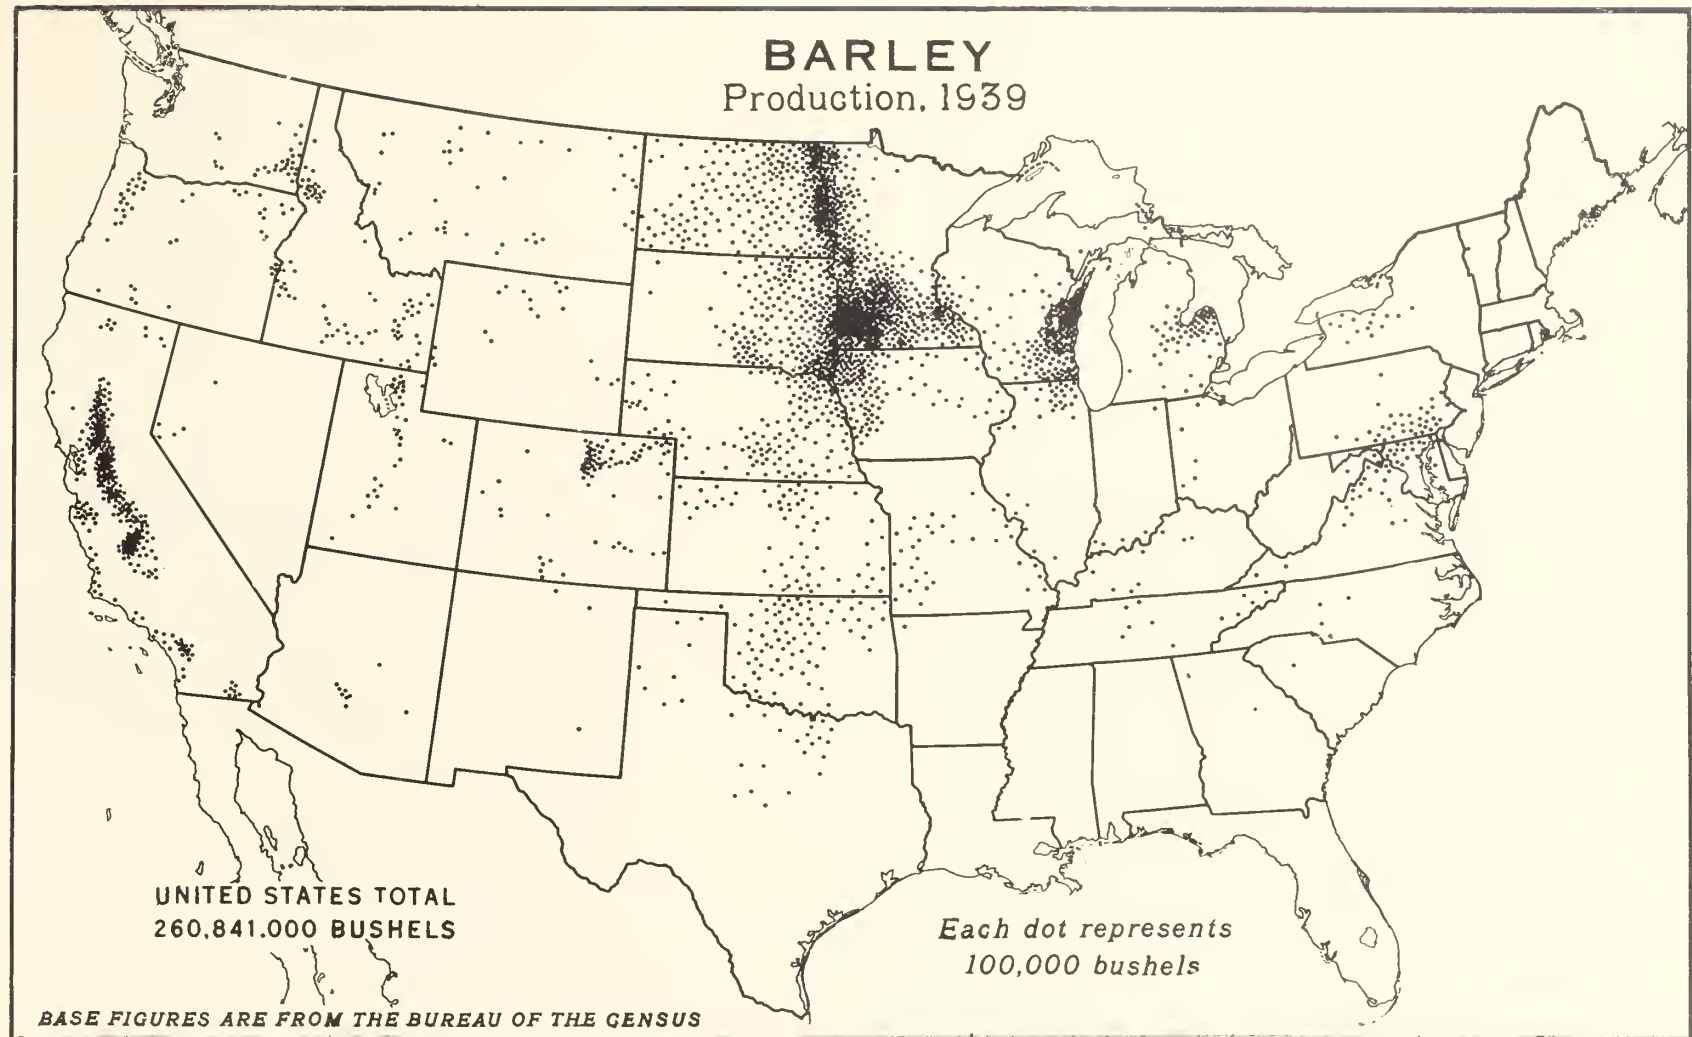 BARLEY
Production, 1939
UNITED STATES TOTAL
260,841,000 BUSHELS
Each dot represents
100,000 bushels
BASE FIGURES ARE FROM THE BUREAU OF THE CENSUS